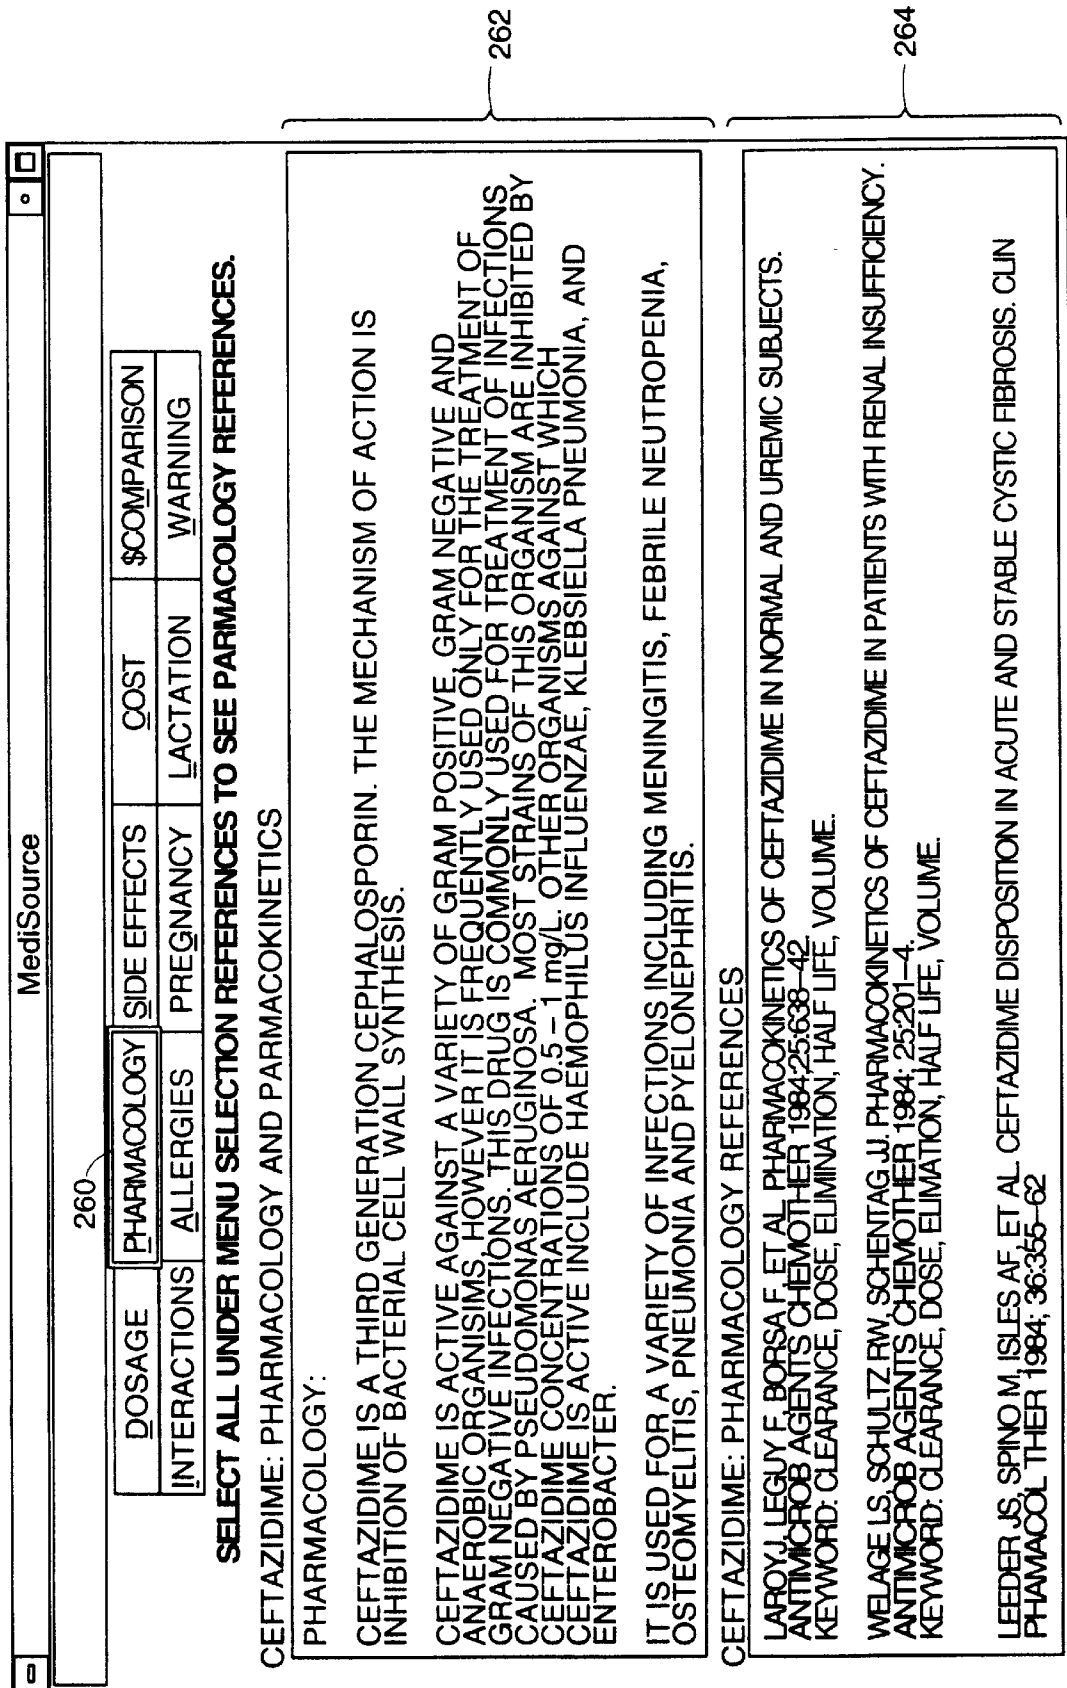 MediSource
260
DOSAGE PHARMACOLOGY SIDE EFFECTS COST $COMPARISON
INTERACTIONS ALLERGIES PREGNANCY LACTATION WARNING
SELECT ALL UNDER MENU SELECTION REFERENCES TO SEE PARMACOLOGY REFERENCES.
CEFTAZIDIME: PHARMACOLOGY AND PARMACOKINETICS
PHARMACOLOGY:
CEFTAZIDIME IS A THIRD GENERATION CEPHALOSPORIN. THE MECHANISM OF ACTION IS
INHIBITION OF BACTERIAL CELL WALL SYNTHESIS.
CEFTAZIDIME IS ACTIVE AGAINST A VARIETY OF GRAM POSITIVE, GRAM NEGATIVE AND
ANAEROBIC ORGANISIMS, HOWEVER IT IS FREQUENTLY USED ONLY FOR THE TREATMENT OF
GRAM NEGATIVE INFECTIONS. THIS DRUG IS COMMONLY USED FOR TREATMENT OF INFECTIONS
CAUSED BY PSEUDOMONAS AERUGINOSA. MOST STRAINS OF THIS ORGANISM ARE INHIBITED BY
CEFTAZIDIME CONCENTRATIONS OF 0.5 – 1 mg/L. OTHER ORGANISMS AGAINST WHICH
CEFTAZIDIME IS ACTIVE INCLUDE HAEMOPHILUS INFLUENZAE, KLEBSIELLA PNEUMONIA, AND
ENTEROBACTER.
IT IS USED FOR A VARIETY OF INFECTIONS INCLUDING MENINGITIS, FEBRILE NEUTROPENIA,
OSTEOMYELITIS, PNEUMONIA AND PYELONEPHRITIS.
262
CEFTAZIDIME: PHARMACOLOGY REFERENCES
LAROYJ, LEGUY F, BORSA F, ET AL PHARMACOKINETICS OF CEFTAZIDIME IN NORMAL AND UREMIC SUBJECTS.
ANTIMICROB AGENTS CHEMOTHER 1984;25:638–42.
KEYWORD: CLEARANCE, DOSE, ELIMINATION, HALF LIFE, VOLUME.
WELAGE LS, SCHULTZ RW, SCHENTAG JJ. PHARMACOKINETICS OF CEFTAZIDIME IN PATIENTS WITH RENAL INSUFFICIENCY.
ANTIMICROB AGENTS CHEMOTHER 1984; 25:201–4.
KEYWORD: CLEARANCE, DOSE, ELIMATION, HALF LIFE, VOLUME.
LEEDER JS, SPINO M, ISLES AF, ET AL. CEFTAZIDIME DISPOSITION IN ACUTE AND STABLE CYSTIC FIBROSIS. CLIN
PHAMACOL THER 1984; 36:355–62
264